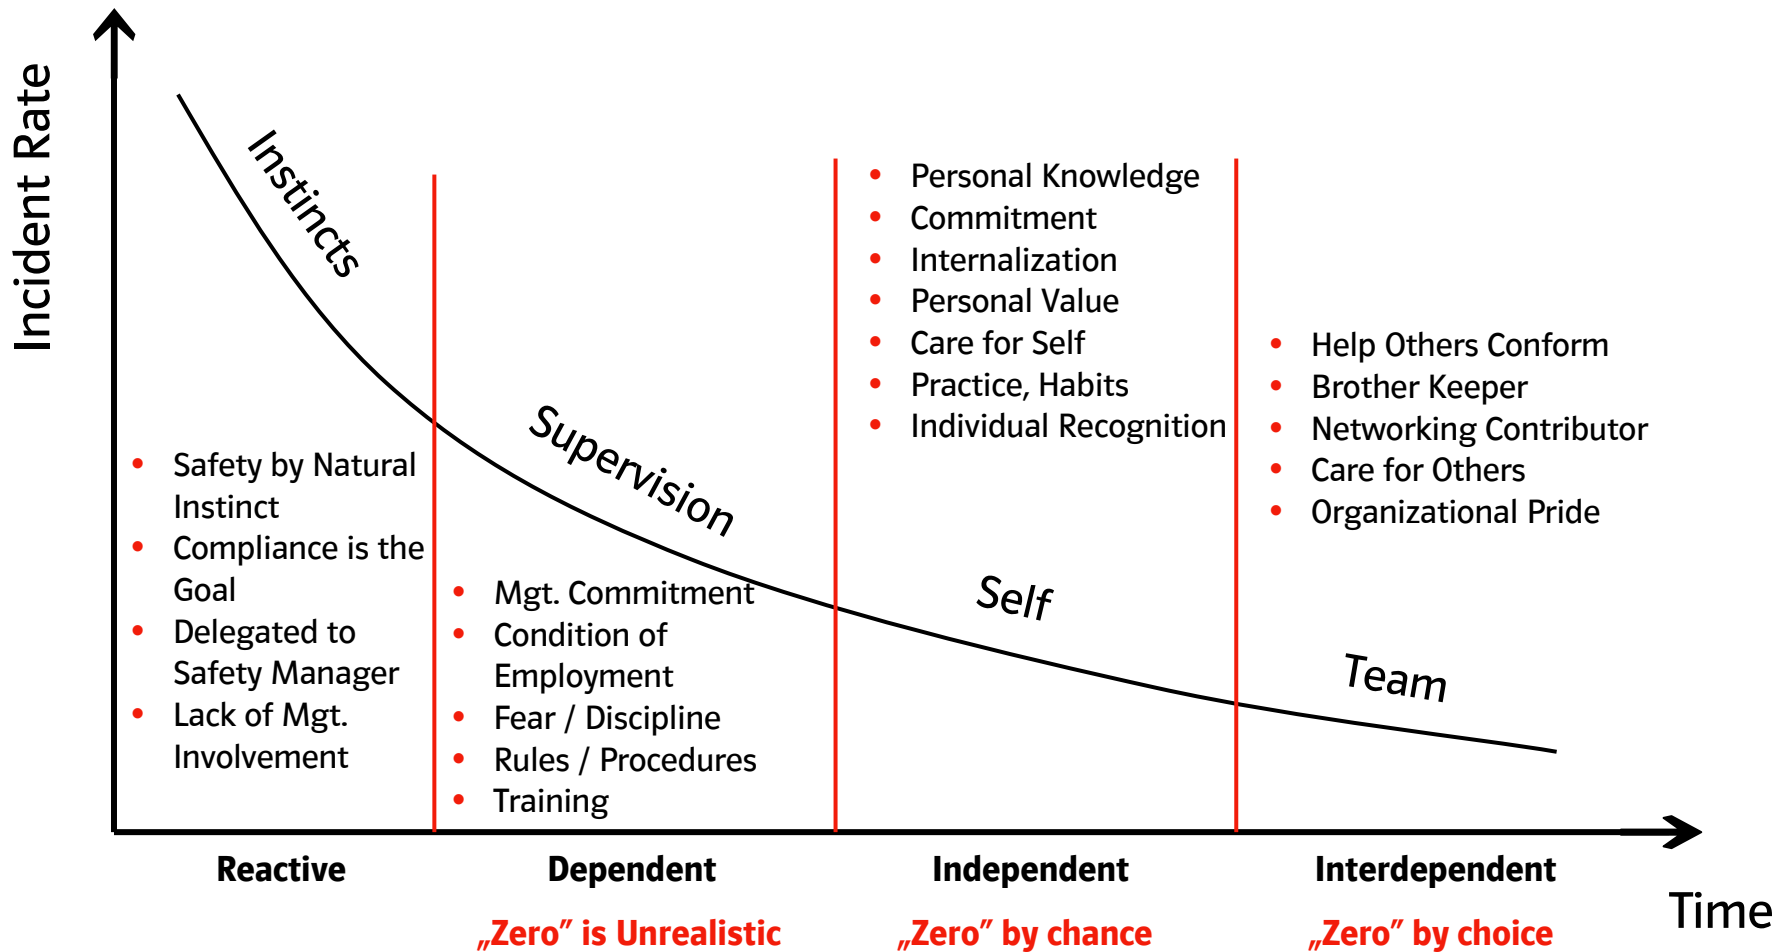 Incident Rate
Instincts
Supervision
Self
Team
• Safety by Natural
Instinct
• Compliance is the
Goal
• Delegated to
Safety Manager
• Lack of Mgt.
Involvement
• Mgt. Commitment
• Condition of
Employment
• Fear / Discipline
• Rules / Procedures
• Training
• Personal Knowledge
• Commitment
• Internalization
• Personal Value
• Care for Self
• Practice, Habits
• Individual Recognition
• Help Others Conform
• Brother Keeper
• Networking Contributor
• Care for Others
• Organizational Pride
Reactive
Dependent
Independent
Interdependent
Time
„Zero” is Unrealistic
„Zero” by chance
„Zero” by choice